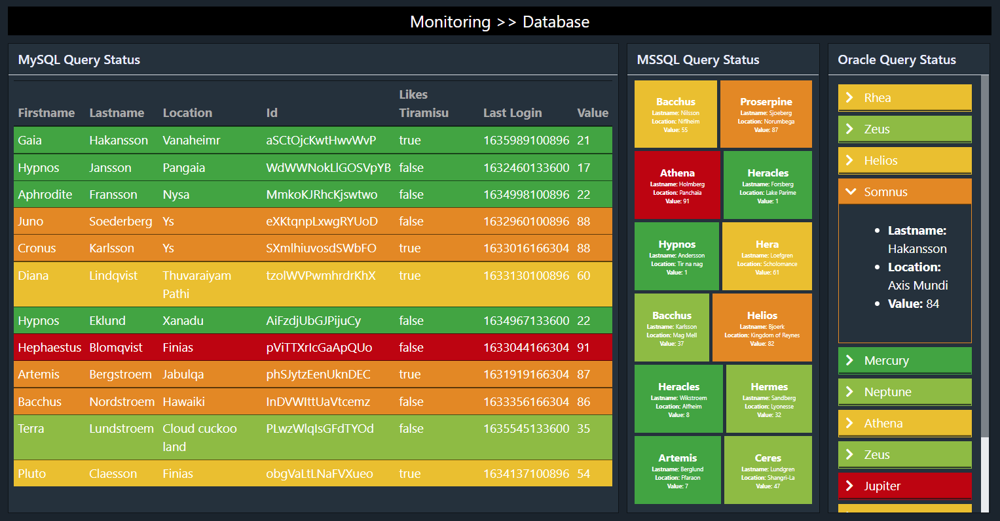 Monitoring >> Database
MySQL Query Status
Firstname Lastname Location Id Likes Tiramisu Last Login Value
Gaia Hakansson Vanaheimr aSCtOjcKwtHwvWvP true 1635989100896 21
Hypnos Jansson Pangaia WdWWNokLlGOSVpYB false 1632460133600 17
Aphrodite Fransson Nysa MmkoKJRhcKjswtwo false 1634998100896 22
Juno Soederberg Ys eXKtqnpLxwgRYUoD false 1632960100896 88
Cronus Karlsson Ys SXmlhiuvosdSWbFO true 1633016166304 88
Diana Lindqvist Thuvaraiyam Pathi tzolWVPwmhrdrKhX true 1633130100896 60
Hypnos Eklund Xanadu AiFzdjUbGJPijuCy false 1634967133600 22
Hephaestus Blomqvist Finias pViTTXrIcGaApQUo false 1633044166304 91
Artemis Bergstroem Jabulqa phSJytzEenUknDEC true 1631919166304 87
Bacchus Nordstroem Hawaiki InDVWIttUaVtcemz false 1633356166304 86
Terra Lundstroem Cloud cuckoo land PLwzWlqIsGFdTYOd false 1635545133600 35
Pluto Claesson Finias obgVaLtLNaFVXueo true 1634137100896 54
MSSQL Query Status
Bacchus
Lastname: Nilsson
Location: Niflheim
Value: 55
Proserpine
Lastname: Sjoeberg
Location: Norumbega
Value: 87
Athena
Lastname: Holmberg
Location: Panchaia
Value: 91
Heracles
Lastname: Forsberg
Location: Lake Parime
Value: 1
Hypnos
Lastname: Andersson
Location: Tir na nag
Value: 1
Hera
Lastname: Loefgren
Location: Scholomance
Value: 61
Bacchus
Lastname: Karlsson
Location: Mag Mell
Value: 37
Helios
Lastname: Bjoerk
Location: Kingdom of Reynes
Value: 82
Heracles
Lastname: Wikstroem
Location: Alfheim
Value: 8
Hermes
Lastname: Sandberg
Location: Lyonesse
Value: 32
Artemis
Lastname: Berglund
Location: Ffaraon
Value: 7
Ceres
Lastname: Lundgren
Location: Shangri-La
Value: 47
Oracle Query Status
Rhea
Zeus
Helios
Somnus
Lastname:
Hakansson
Location:
Axis Mundi
Value: 84
Mercury
Neptune
Athena
Zeus
Jupiter